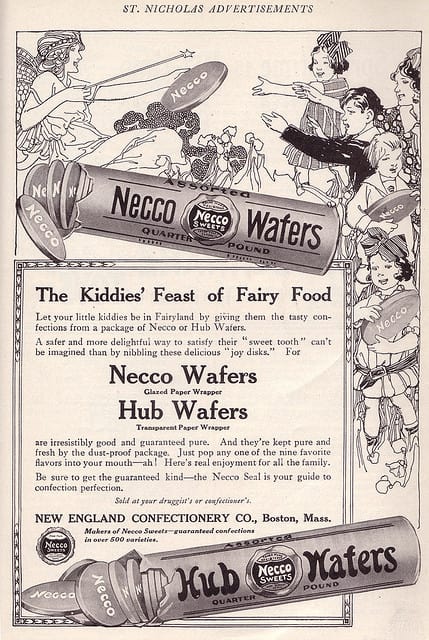 ST. NICHOLAS ADVERTISEMENTS
Necco
ASSORTED
Necco Wafers
Necco
SWEETS
QUARTER POUND
Necco
Necco
Necco
The Kiddies' Feast of Fairy Food
Let your little kiddies be in Fairyland by giving them the tasty con-
fections from a package of Necco or Hub Wafers.
A safer and more delightful way to satisfy their "sweet tooth" can't
be imagined than by nibbling these delicious "joy disks." For
Necco Wafers
Glazed Paper Wrapper
Hub Wafers
Transparent Paper Wrapper
are irresistibly good and guaranteed pure. And they're kept pure and
fresh by the dust-proof package. Just pop any one of the nine favorite
flavors into your mouth—ah! Here's real enjoyment for all the family.
Be sure to get the guaranteed kind—the Necco Seal is your guide to
confection perfection.
Sold at your druggist's or confectioner's.
NEW ENGLAND CONFECTIONERY CO., Boston, Mass.
Necco
SWEETS
Makers of Necco Sweets—guaranteed confections
in over 500 varieties.
Assorted
Hub Wafers
Necco
SWEETS
QUARTER POUND
Necco
Necco